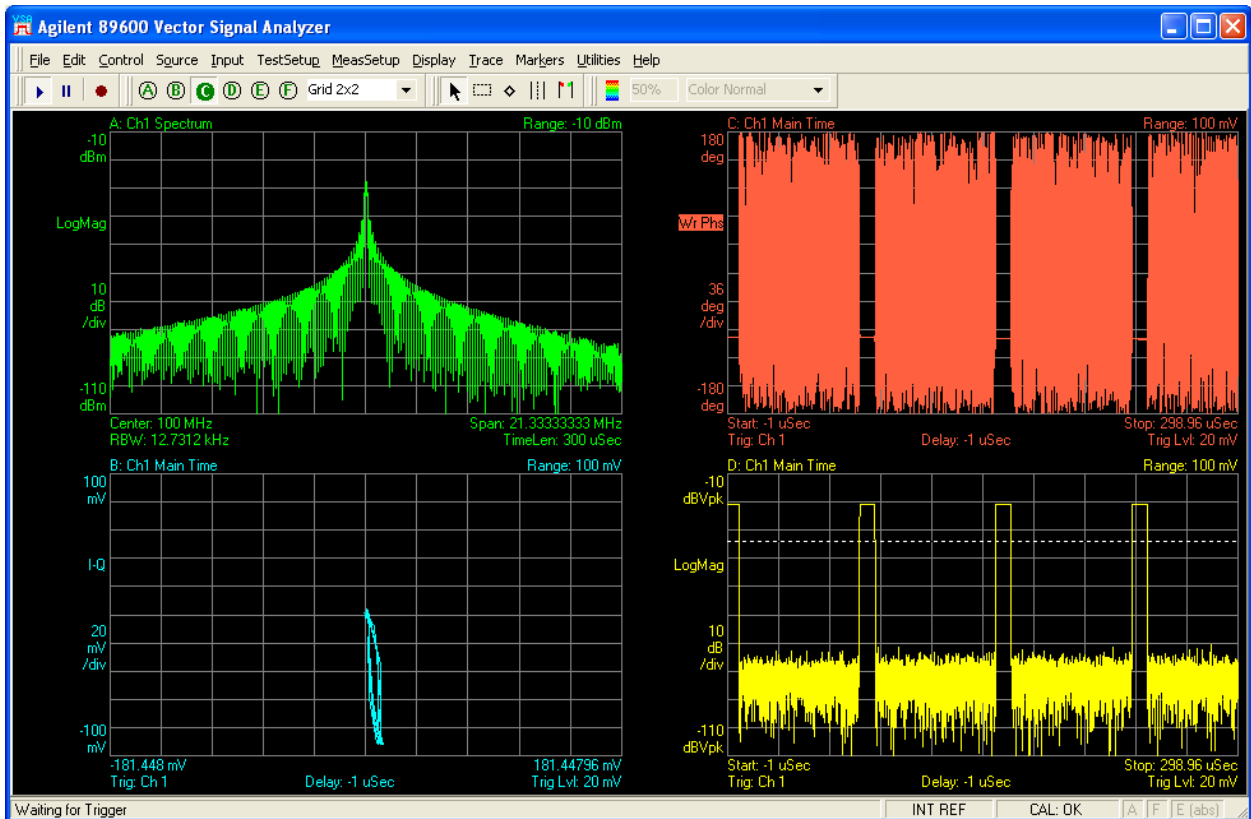 VSA
Agilent 89600 Vector Signal Analyzer
File Edit Control Source Input TestSetup MeasSetup Display Trace Markers Utilities Help
A B C D E F Grid 2x2 50% Color Normal
A: Ch1 Spectrum Range: -10 dBm
-10
dBm
LogMag
10
dB
/div
-110
dBm
Center: 100 MHz Span: 21.33333333 MHz
RBW: 12.7312 kHz TimeLen: 300 uSec
C: Ch1 Main Time Range: 100 mV
180
deg
Wr Phs
36
deg
/div
-180
deg
Start: -1 uSec Stop: 298.96 uSec
Trig: Ch 1 Delay: -1 uSec Trig Lvl: 20 mV
B: Ch1 Main Time Range: 100 mV
100
mV
I-Q
20
mV
/div
-100
mV
-181.448 mV 181.44796 mV
Trig: Ch 1 Delay: -1 uSec Trig Lvl: 20 mV
D: Ch1 Main Time Range: 100 mV
-10
dBVpk
LogMag
10
dB
/div
-110
dBVpk
Start: -1 uSec Stop: 298.96 uSec
Trig: Ch 1 Delay: -1 uSec Trig Lvl: 20 mV
Waiting for Trigger INT REF CAL: OK A F E (abs)